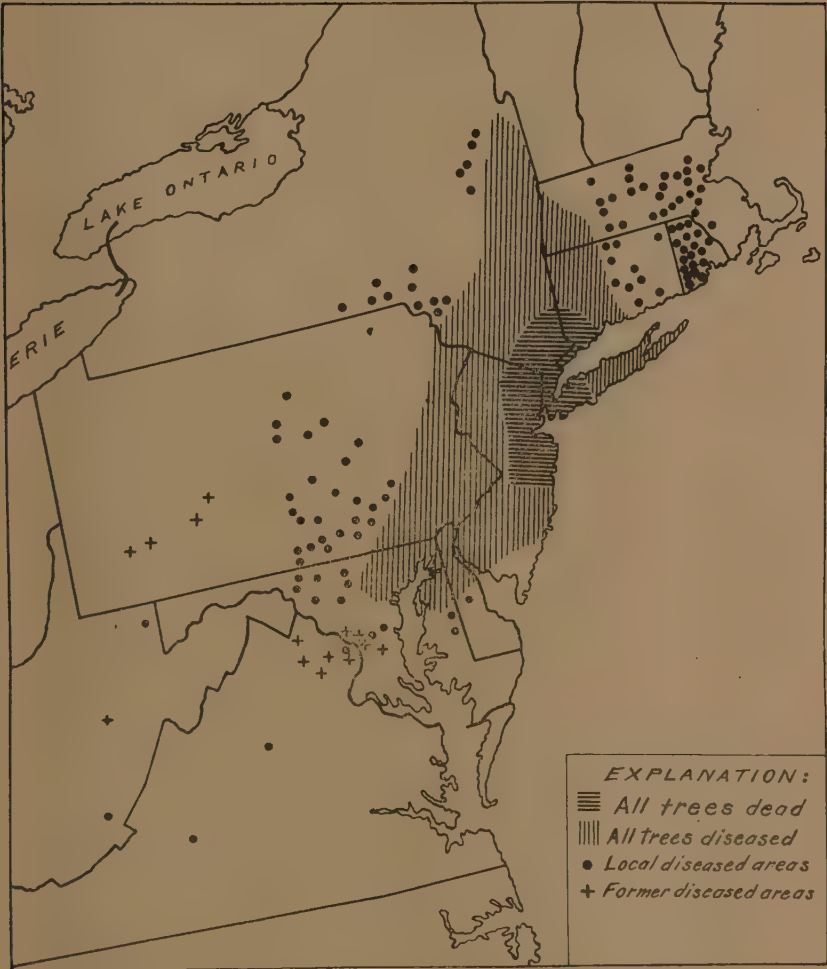 LAKE ONTARIO
ERIE
EXPLANATION:
All trees dead
All trees diseased
Local diseased areas
Former diseased areas